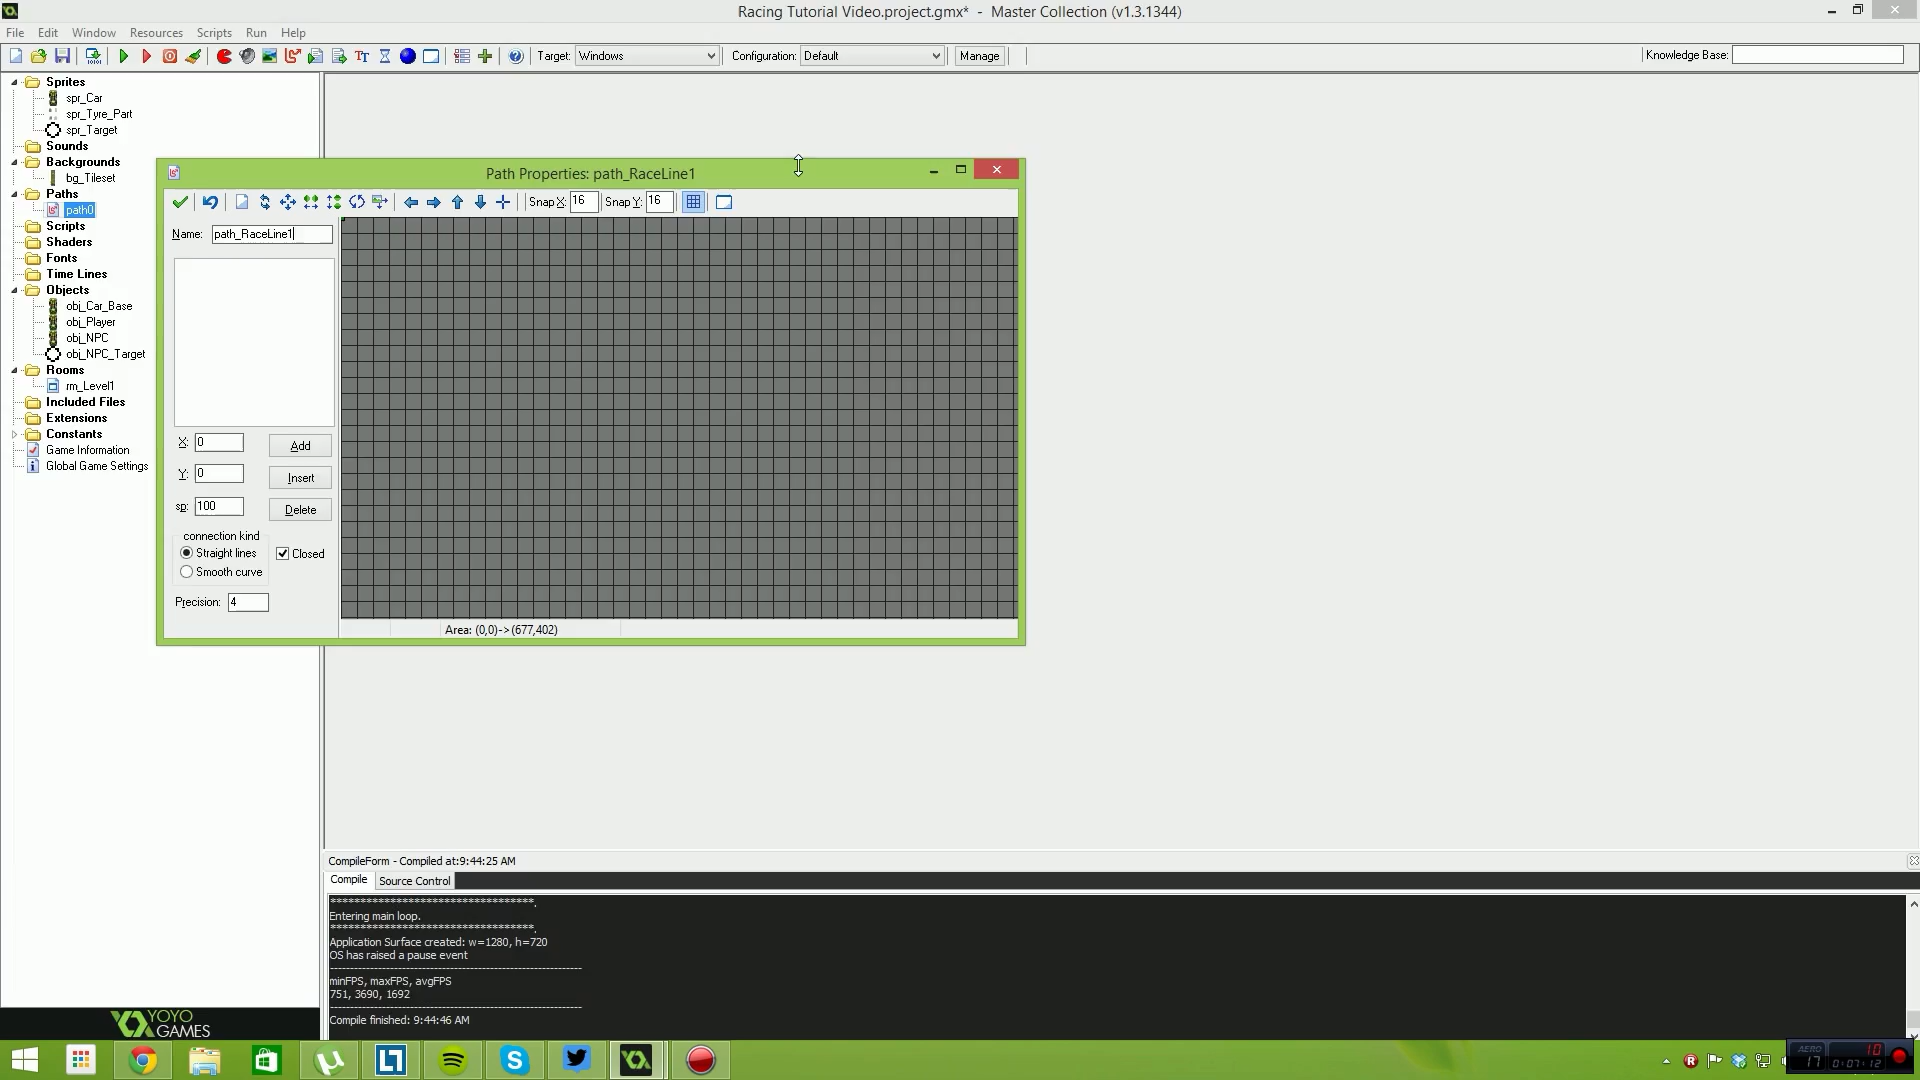 Racing Tutorial Video.project.gmx* - Master Collection (v1.3.1344)
File Edit Window Resources Scripts Run Help
Target: Windows Configuration: Default Manage Knowledge Base:
Sprites
spr_Car
spr_Tyre_Part
spr_Target
Sounds
Backgrounds
bg_Tileset
Paths
path0
Scripts
Shaders
Fonts
Time Lines
Objects
obj_Car_Base
obj_Player
obj_NPC
obj_NPC_Target
Rooms
rm_Level1
Included Files
Extensions
Constants
Game Information
Global Game Settings
Path Properties: path_RaceLine1
Snap X: 16 Snap Y: 16
Name: path_RaceLine1
X: 0 Add
Y: 0 Insert
sp: 100 Delete
connection kind
Straight lines Closed
Smooth curve
Precision: 4
Area: (0,0)->(677,402)
CompileForm - Compiled at:9:44:25 AM
Compile Source Control
***********************************.
Entering main loop.
***********************************.
Application Surface created: w=1280, h=720
OS has raised a pause event
---------------------------------------------------------------
minFPS, maxFPS, avgFPS
751, 3690, 1692
---------------------------------------------------------------
Compile finished: 9:44:46 AM
YOYO
GAMES
AERO 10
17 0:07:12